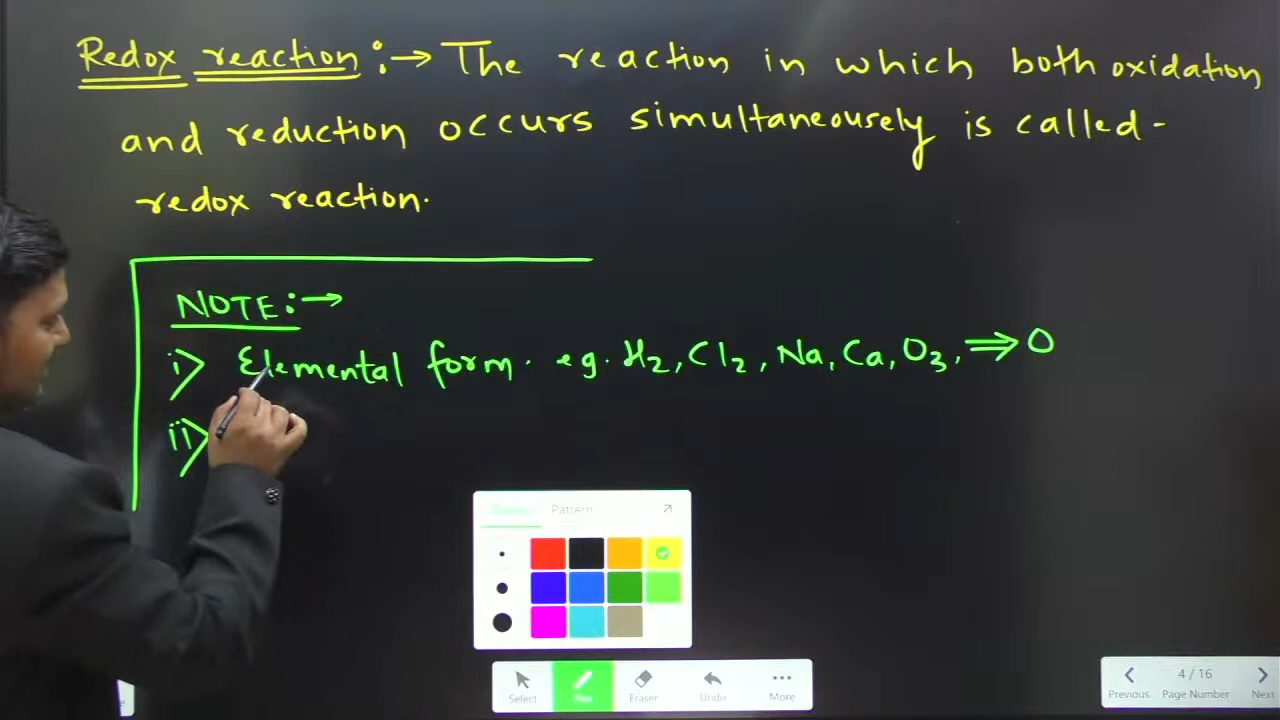 Redox reaction :→ The reaction in which both oxidation
and reduction occurs simultaneousely is called -
redox reaction.
NOTE:→
i> Elemental form. eg. H₂, Cl₂, Na, Ca, O₃, ⇒ 0
ii>
Pattern
Select
Eraser
Undo
More
4 / 16
Previous Page Number Next